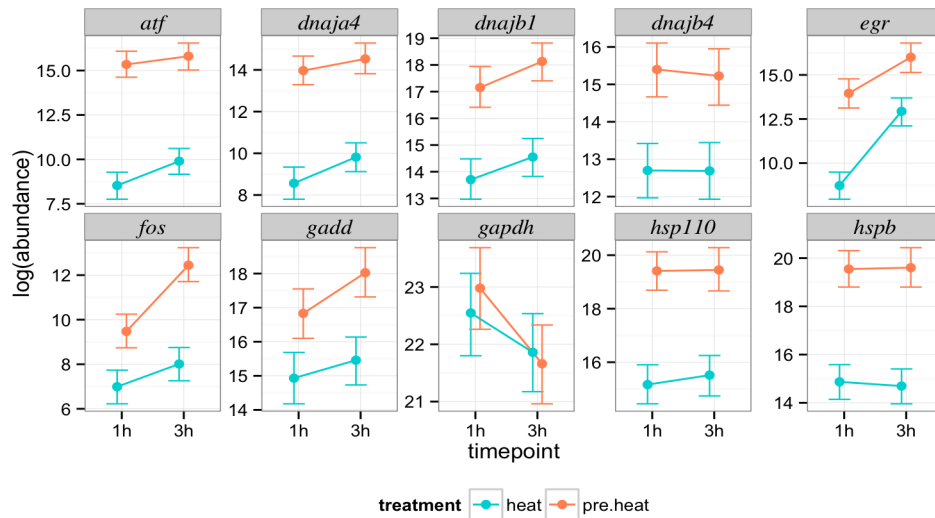 atf dnaja4 dnajb1 dnajb4 egr
15.0 12.5 10.0 7.5
14 12 10 8
19 18 17 16 15 14 13
16 15 14 13 12
15.0 12.5 10.0
fos gadd gapdh hsp110 hspb
12 10 8 6
18 17 16 15 14
23 22 21
20 18 16
20 18 16 14
log(abundance)
1h 3h 1h 3h 1h 3h 1h 3h 1h 3h
timepoint
treatment heat pre.heat